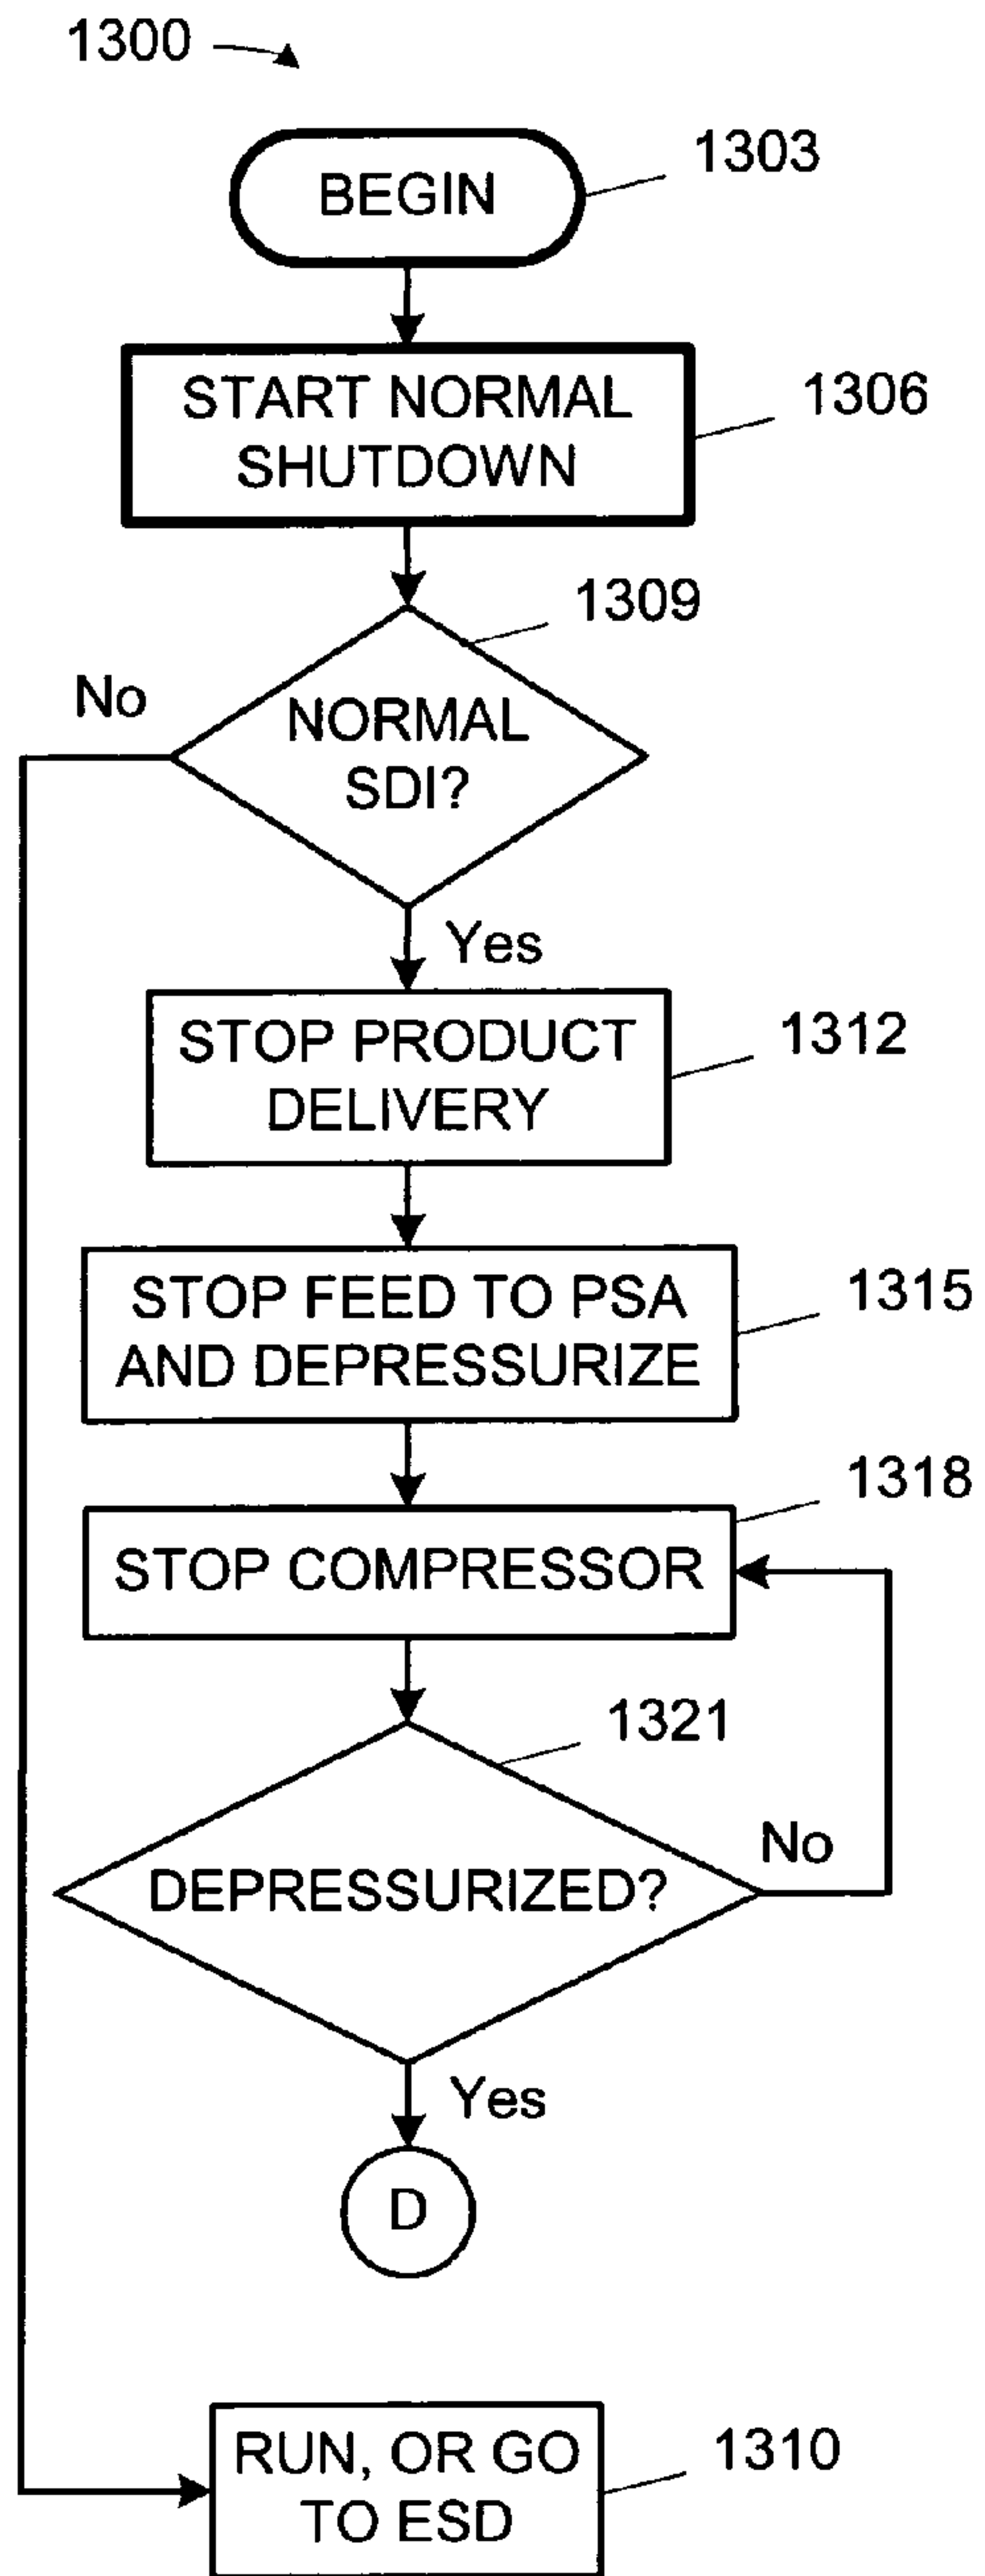 1300
BEGIN
1303
START NORMAL
SHUTDOWN
1306
1309
No
NORMAL
SDI?
Yes
STOP PRODUCT
DELIVERY
1312
STOP FEED TO PSA
AND DEPRESSURIZE
1315
1318
STOP COMPRESSOR
1321
No
DEPRESSURIZED?
Yes
D
RUN, OR GO
TO ESD
1310